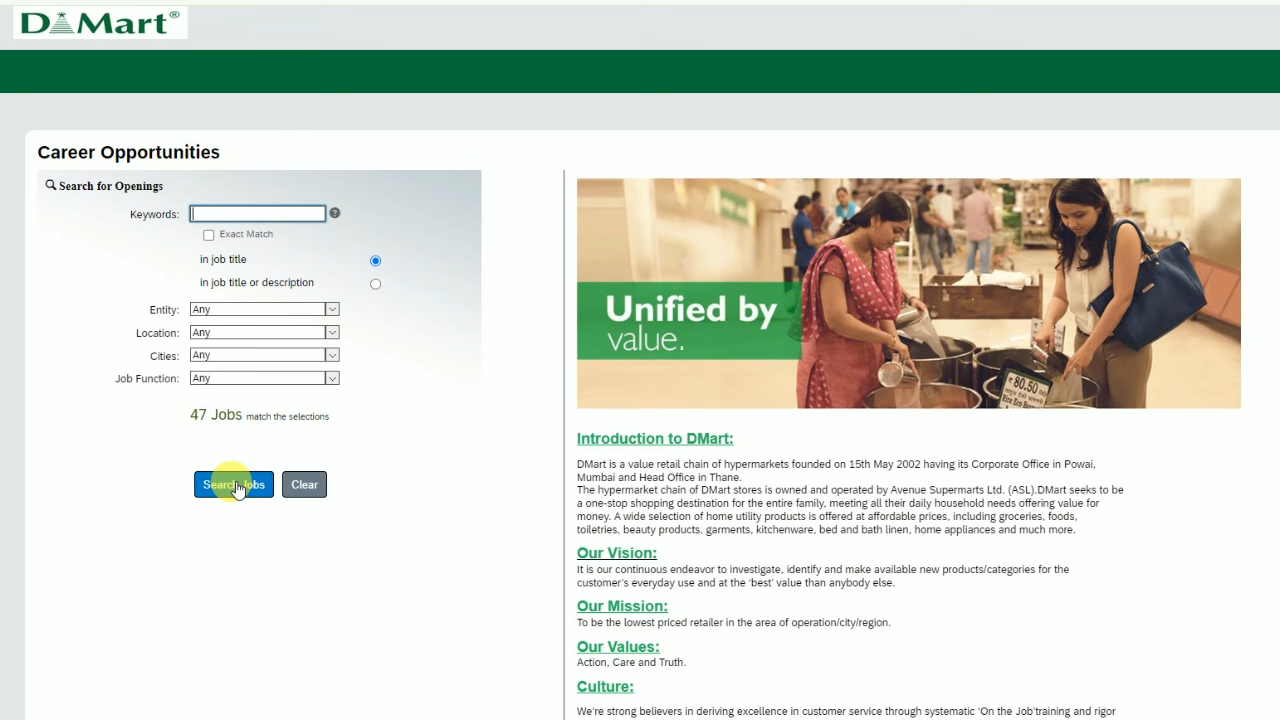 D Mart®
Career Opportunities
Search for Openings
Keywords:
Exact Match
in job title
in job title or description
Entity: Any
Location: Any
Cities: Any
Job Function: Any
47 Jobs match the selections
Search Jobs Clear
Unified by
value.
₹ 80.50
Introduction to DMart:
DMart is a value retail chain of hypermarkets founded on 15th May 2002 having its Corporate Office in Powai,
Mumbai and Head Office in Thane.
The hypermarket chain of DMart stores is owned and operated by Avenue Supermarts Ltd. (ASL).DMart seeks to be
a one-stop shopping destination for the entire family, meeting all their daily household needs offering value for
money. A wide selection of home utility products is offered at affordable prices, including groceries, foods,
toiletries, beauty products, garments, kitchenware, bed and bath linen, home appliances and much more.
Our Vision:
It is our continuous endeavor to investigate, identify and make available new products/categories for the
customer's everyday use and at the 'best' value than anybody else.
Our Mission:
To be the lowest priced retailer in the area of operation/city/region.
Our Values:
Action, Care and Truth.
Culture:
We're strong believers in deriving excellence in customer service through systematic 'On the Job'training and rigor